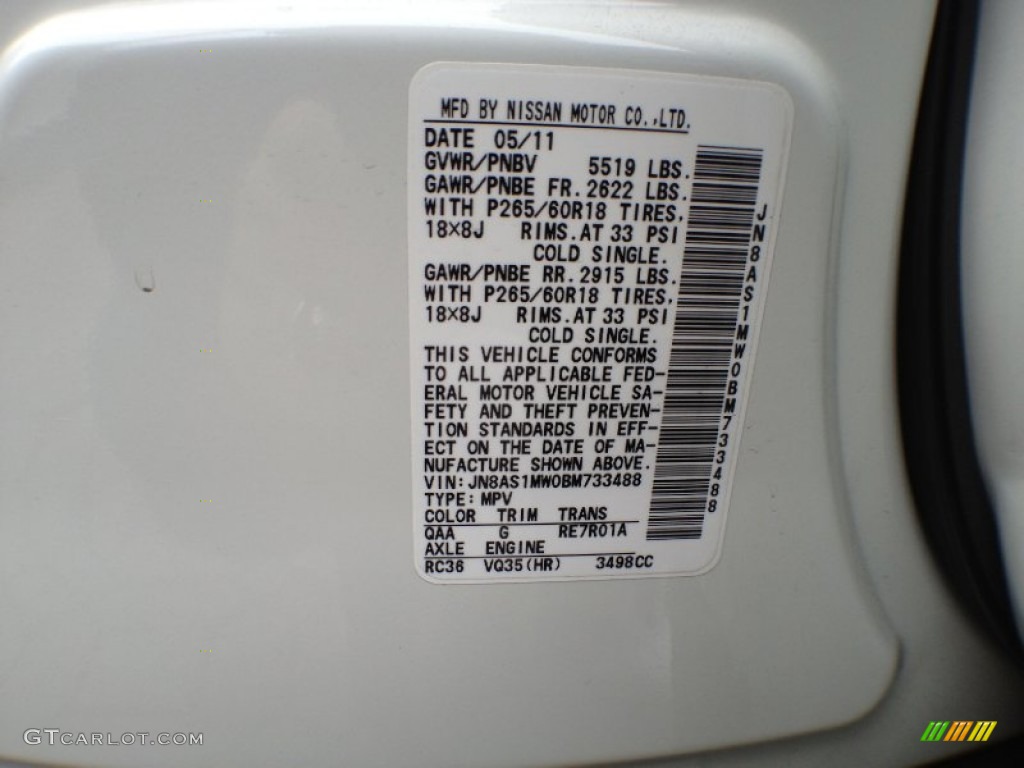 MFD BY NISSAN MOTOR CO.,LTD.
DATE 05/11
GVWR/PNBV 5519 LBS.
GAWR/PNBE FR. 2622 LBS.
WITH P265/60R18 TIRES.
18×8J RIMS. AT 33 PSI
COLD SINGLE.
GAWR/PNBE RR. 2915 LBS.
WITH P265/60R18 TIRES.
18×8J RIMS. AT 33 PSI
COLD SINGLE.
THIS VEHICLE CONFORMS
TO ALL APPLICABLE FED-
ERAL MOTOR VEHICLE SA-
FETY AND THEFT PREVEN-
TION STANDARDS IN EFF-
ECT ON THE DATE OF MA-
NUFACTURE SHOWN ABOVE.
VIN: JN8AS1MW0BM733488
TYPE: MPV
COLOR TRIM TRANS
QAA G RE7R01A
AXLE ENGINE
RC36 VQ35(HR) 3498CC
JN8AS1MW0BM733488
GTCARLOT.COM